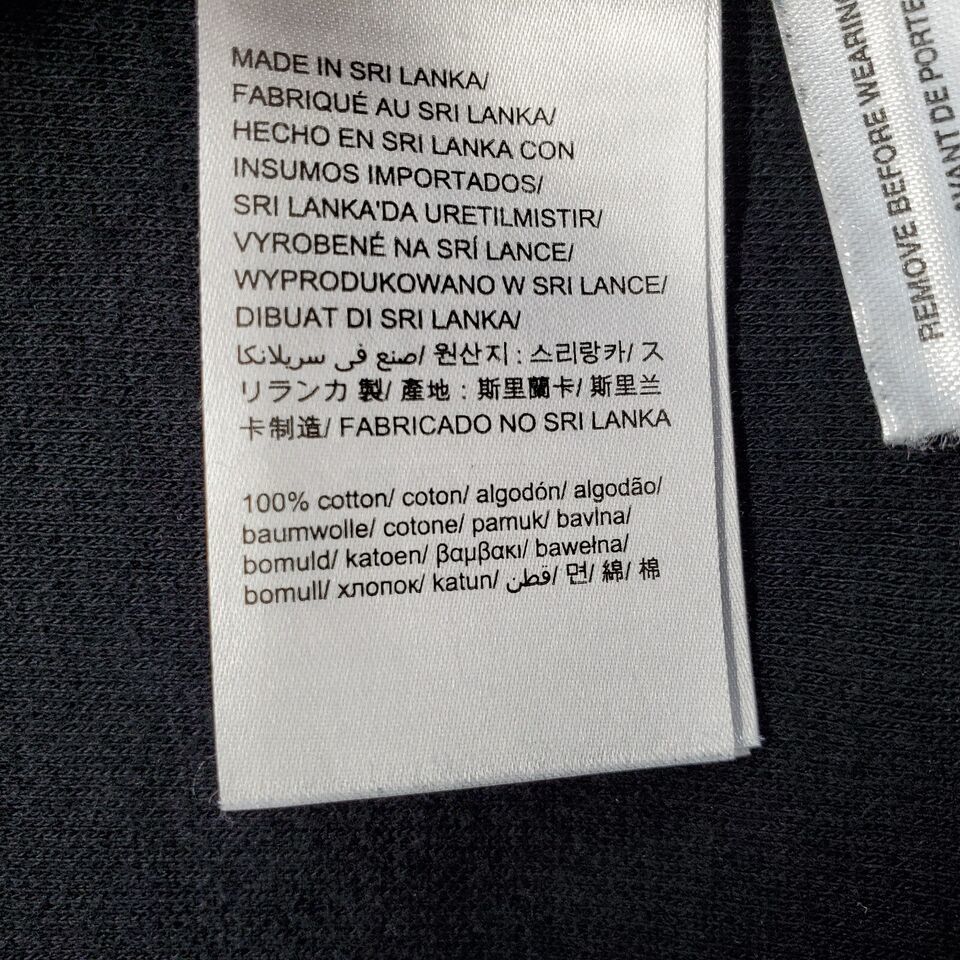 MADE IN SRI LANKA/
FABRIQUÉ AU SRI LANKA/
HECHO EN SRI LANKA CON
INSUMOS IMPORTADOS/
SRI LANKA'DA URETILMISTIR/
VYROBENÉ NA SRÍ LANCE/
WYPRODUKOWANO W SRI LANCE/
DIBUAT DI SRI LANKA/
صنع في سريلانكا/ 원산지 : 스리랑카/ ス
リランカ 製/ 產地 : 斯里蘭卡/ 斯里兰
卡制造/ FABRICADO NO SRI LANKA
100% cotton/ coton/ algodón/ algodão/
baumwolle/ cotone/ pamuk/ bavlna/
bomuld/ katoen/ βαμβακι/ bawełna/
bomull/ хлопок/ katun/ قطن/ 면/ 綿/ 棉
REMOVE BEFORE WEARING
AVANT DE PORTE